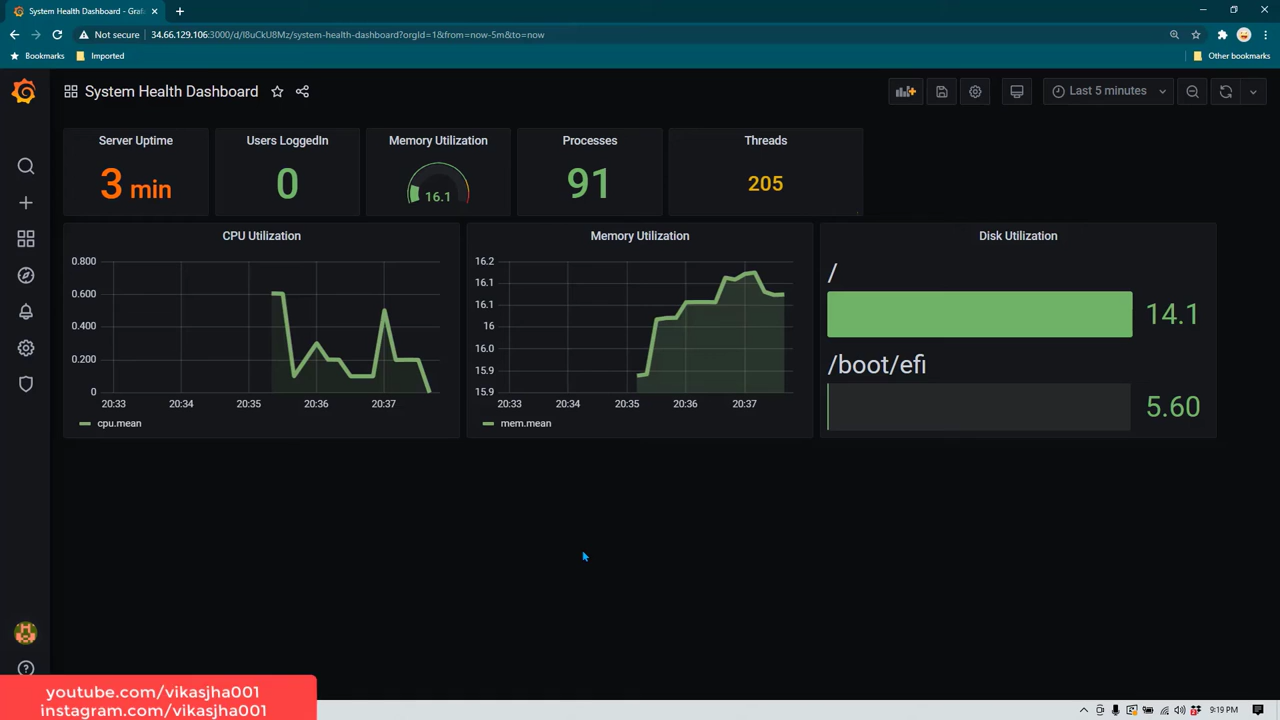 System Health Dashboard - Grafa
Not secure
34.66.129.106:3000/d/I8uCkU8Mz/system-health-dashboard?orgId=1&from=now-5m&to=now
Bookmarks
Imported
Other bookmarks
System Health Dashboard
Last 5 minutes
Server Uptime
3 min
Users LoggedIn
0
Memory Utilization
16.1
Processes
91
Threads
205
CPU Utilization
0.800
0.600
0.400
0.200
0
20:33 20:34 20:35 20:36 20:37
cpu.mean
Memory Utilization
16.2
16.1
16.1
16
16.0
15.9
15.9
20:33 20:34 20:35 20:36 20:37
mem.mean
Disk Utilization
/
14.1
/boot/efi
5.60
youtube.com/vikasjha001
instagram.com/vikasjha001
9:19 PM